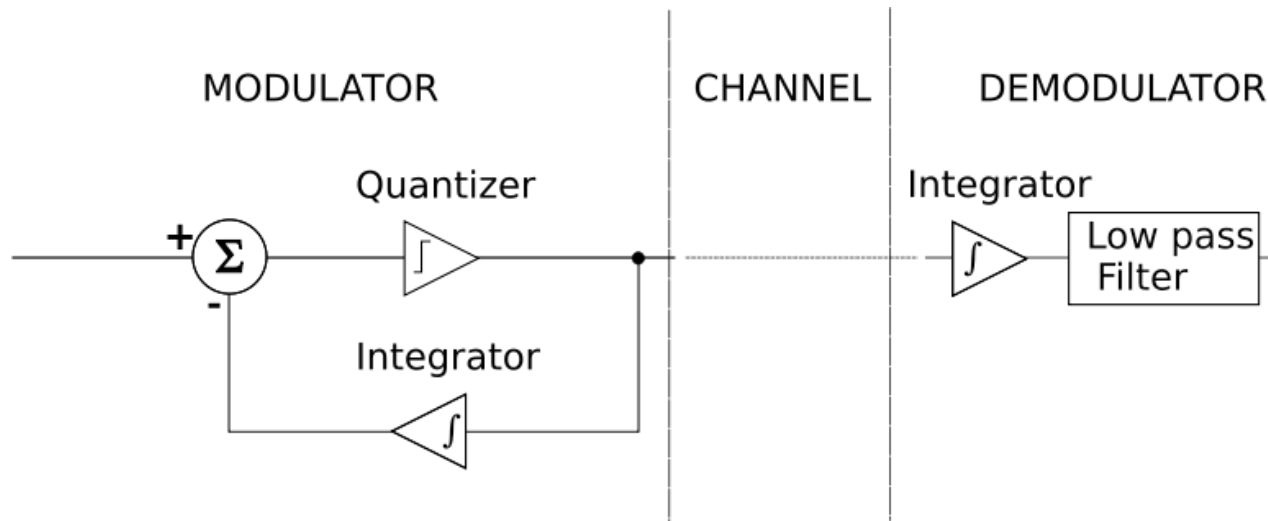 MODULATOR
CHANNEL
DEMODULATOR
Quantizer
Integrator
+
Σ
∫
Low pass
Filter
-
Integrator
∫